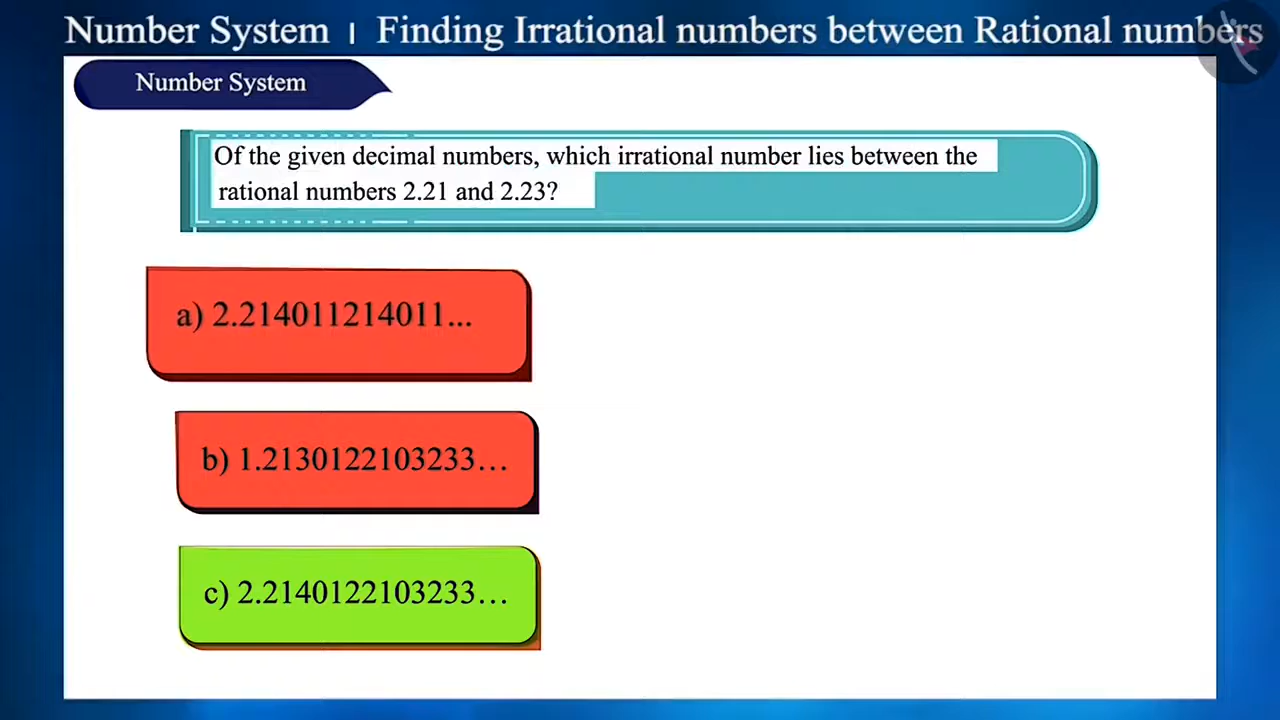 Number System | Finding Irrational numbers between Rational numbers
Number System
Of the given decimal numbers, which irrational number lies between the
rational numbers 2.21 and 2.23?
a) 2.214011214011...
b) 1.2130122103233...
c) 2.2140122103233...